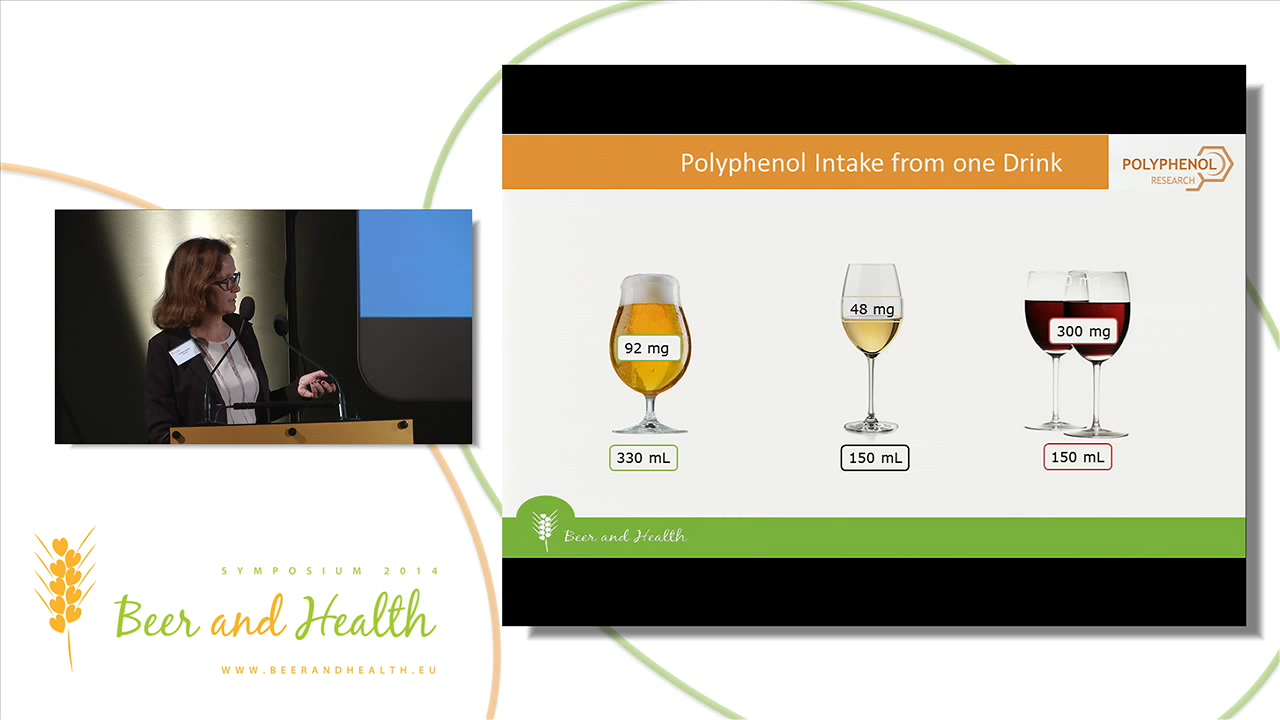 Polyphenol Intake from one Drink
POLYPHENOL
RESEARCH
92 mg
48 mg
300 mg
330 mL
150 mL
150 mL
Beer and Health
SYMPOSIUM 2014
Beer and Health
WWW.BEERANDHEALTH.EU